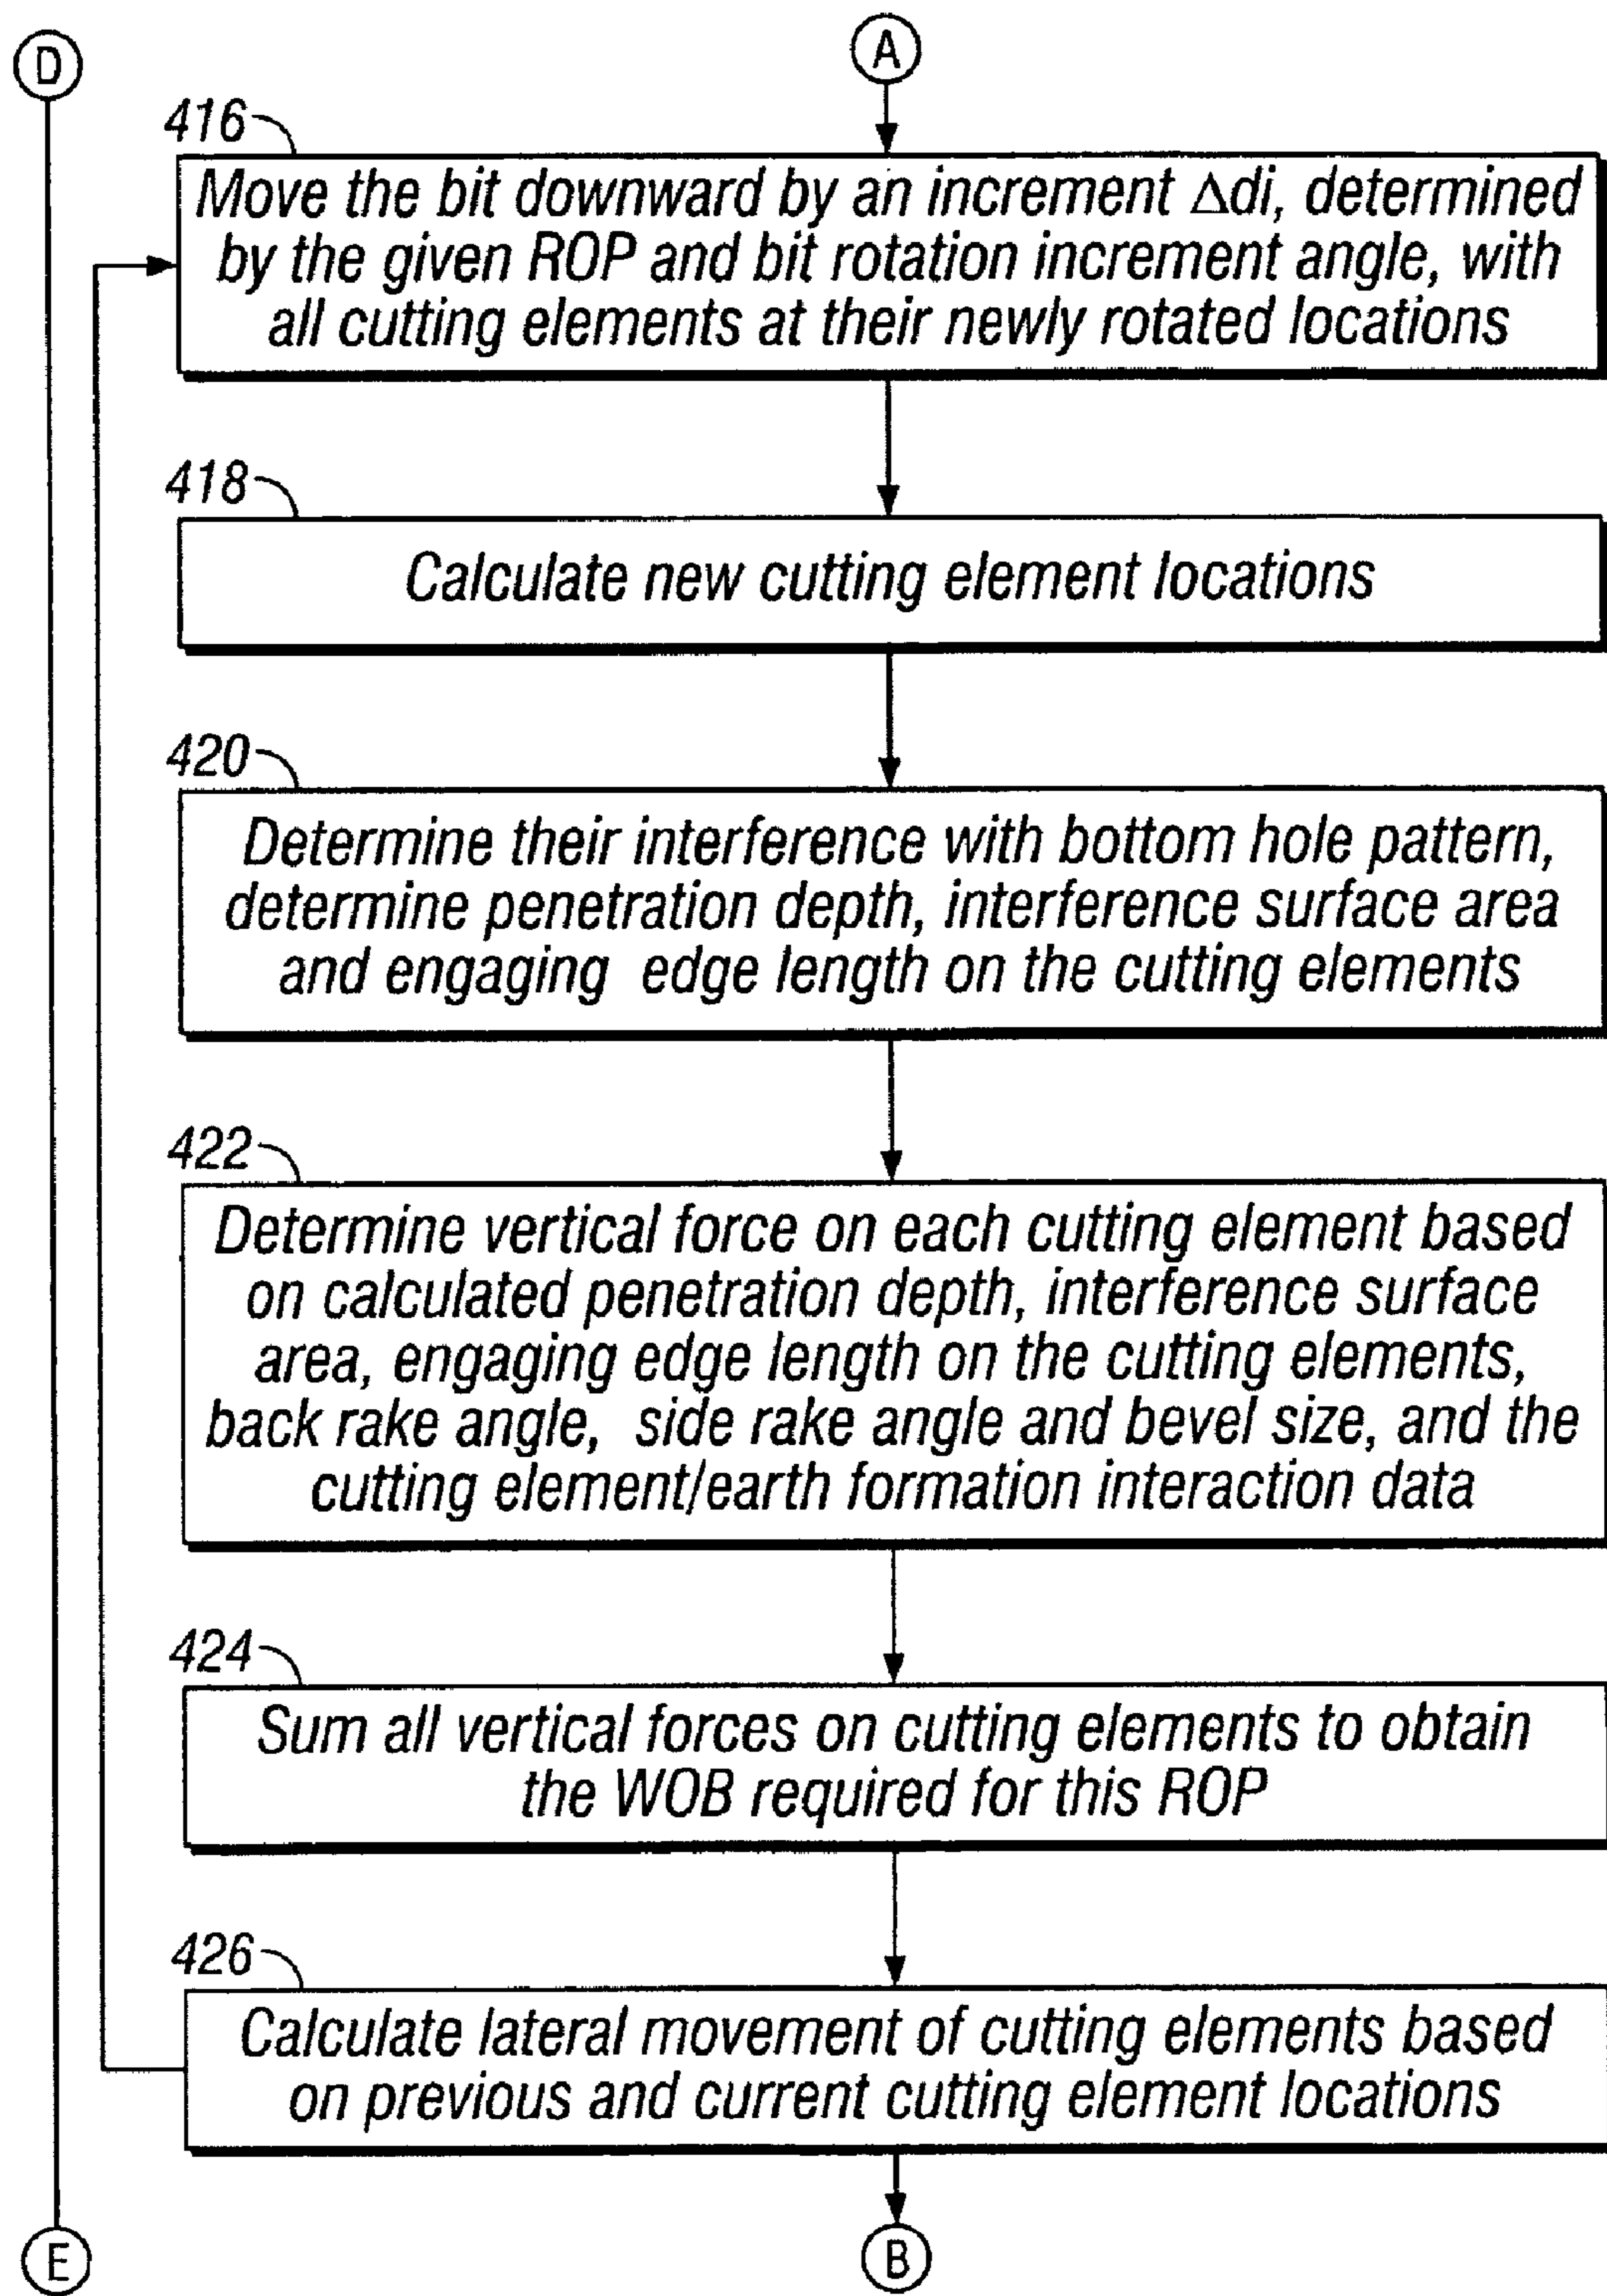 D
A
416
Move the bit downward by an increment Δdi, determined
by the given ROP and bit rotation increment angle, with
all cutting elements at their newly rotated locations
418
Calculate new cutting element locations
420
Determine their interference with bottom hole pattern,
determine penetration depth, interference surface area
and engaging edge length on the cutting elements
422
Determine vertical force on each cutting element based
on calculated penetration depth, interference surface
area, engaging edge length on the cutting elements,
back rake angle, side rake angle and bevel size, and the
cutting element/earth formation interaction data
424
Sum all vertical forces on cutting elements to obtain
the WOB required for this ROP
426
Calculate lateral movement of cutting elements based
on previous and current cutting element locations
E
B